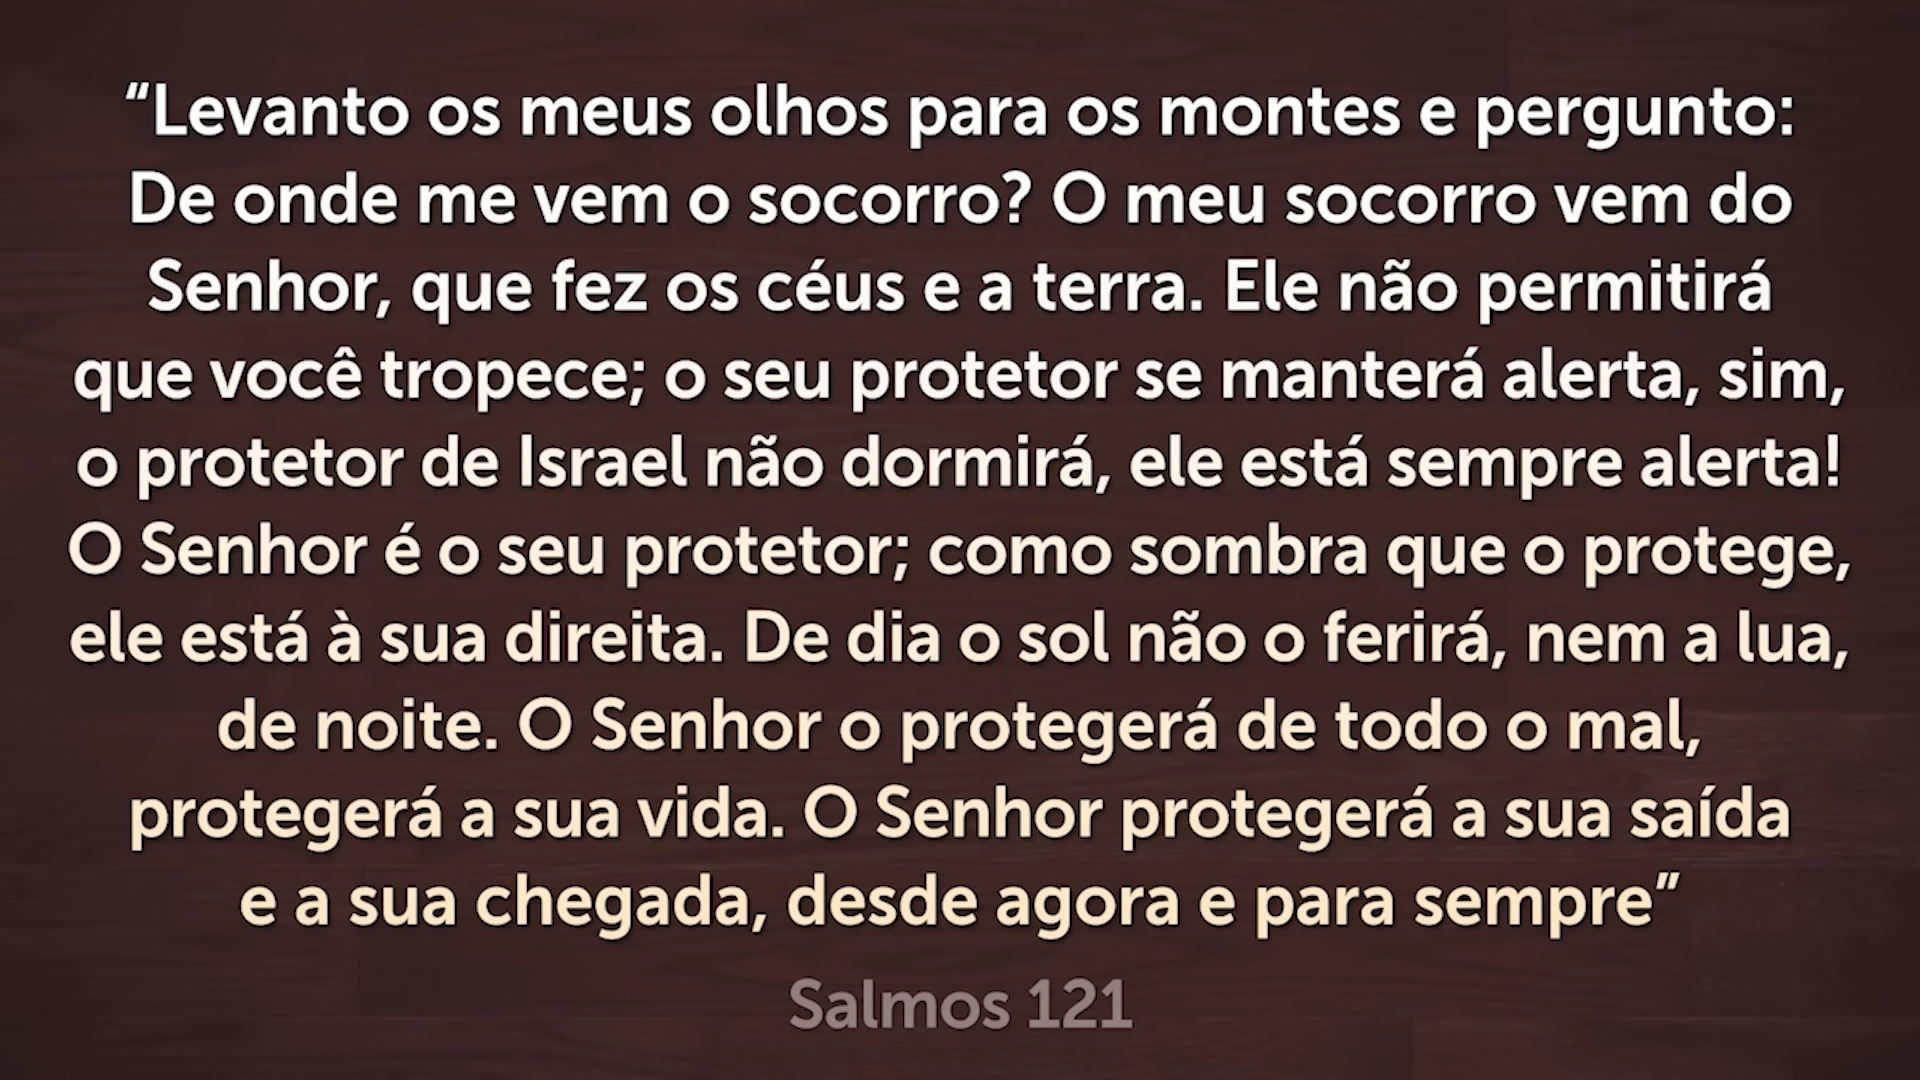 “Levanto os meus olhos para os montes e pergunto:
De onde me vem o socorro? O meu socorro vem do
Senhor, que fez os céus e a terra. Ele não permitirá
que você tropece; o seu protetor se manterá alerta, sim,
o protetor de Israel não dormirá, ele está sempre alerta!
O Senhor é o seu protetor; como sombra que o protege,
ele está à sua direita. De dia o sol não o ferirá, nem a lua,
de noite. O Senhor o protegerá de todo o mal,
protegerá a sua vida. O Senhor protegerá a sua saída
e a sua chegada, desde agora e para sempre”
Salmos 121